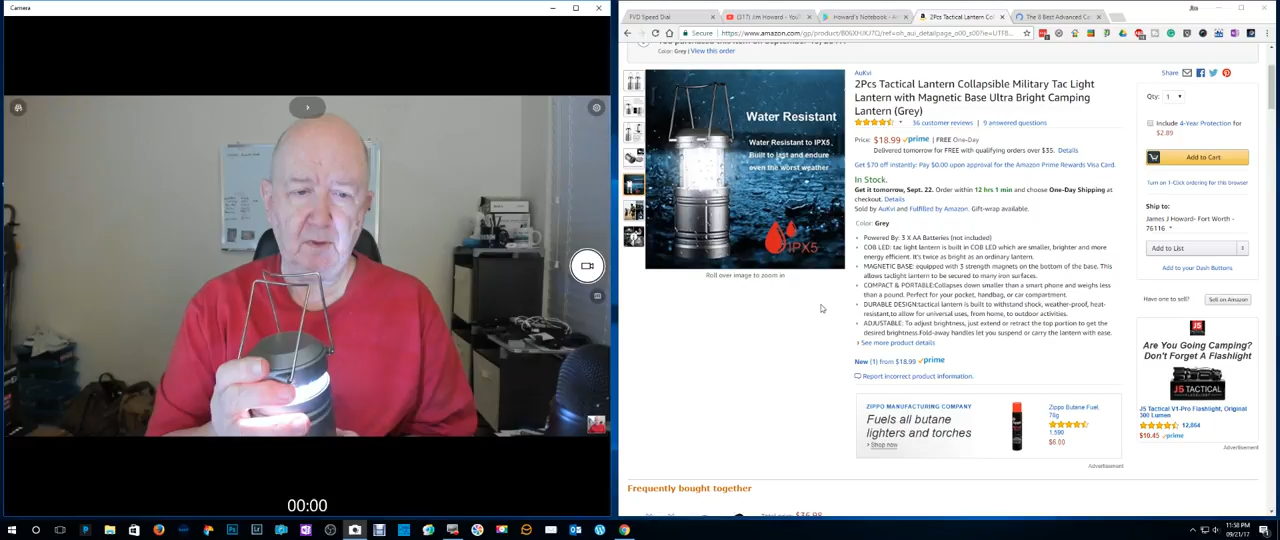 Camera
Jim
FVD Speed Dial
(317) Jim Howard - You
Howard's Notebook - A
2Pcs Tactical Lantern Col
The 8 Best Advanced Ca
Secure
https://www.amazon.com/gp/product/B06XHJKJ7Q/ref=oh_aui_detailpage_o00_s00?ie=UTF8...
Color: Grey | View this order
AuKvi
Share
2Pcs Tactical Lantern Collapsible Military Tac Light
Lantern with Magnetic Base Ultra Bright Camping
Lantern (Grey)
36 customer reviews | 9 answered questions
Price: $18.99 prime | FREE One-Day
Delivered tomorrow for FREE with qualifying orders over $35. Details
Get $70 off instantly: Pay $0.00 upon approval for the Amazon Prime Rewards Visa Card.
In Stock.
Get it tomorrow, Sept. 22. Order within 12 hrs 1 min and choose One-Day Shipping at
checkout. Details
Sold by AuKvi and Fulfilled by Amazon. Gift-wrap available.
Color: Grey
Powered By: 3 X AA Batteries (not included)
COB LED: tac light lantern is built in COB LED which are smaller, brighter and more
energy efficient. It's twice as bright as an ordinary lantern.
MAGNETIC BASE: equipped with 3 strength magnets on the bottom of the base. This
allows taclight lantern to be secured to many iron surfaces.
COMPACT & PORTABLE:Collapses down smaller than a smart phone and weighs less
than a pound. Perfect for your pocket, handbag, or car compartment.
DURABLE DESIGN:tactical lantern is built to withstand shock, weather-proof, heat-
resistant,to allow for universal uses, from home, to outdoor activities.
ADJUSTABLE: To adjust brightness, just extend or retract the top portion to get the
desired brightness.Fold-away handles let you suspend or carry the lantern with ease.
› See more product details
New (1) from $18.99 prime
Report incorrect product information.
Water Resistant
Water Resistant to IPX5,
Built to last and endure
even the worst weather
IPX5
Roll over image to zoom in
Qty: 1
Include 4-Year Protection for
$2.89
Add to Cart
Turn on 1-Click ordering for this browser
Ship to:
James J Howard- Fort Worth -
76116
Add to List
Add to your Dash Buttons
Have one to sell?
Sell on Amazon
J5
Are You Going Camping?
Don't Forget A Flashlight
J5 TACTICAL
J5 Tactical V1-Pro Flashlight, Original
300 Lumen
12,864
$10.45 prime
Advertisement
ZIPPO MANUFACTURING COMPANY
Fuels all butane
lighters and torches
› Shop now
Zippo Butane Fuel
1,590
$6.00
Advertisement
Frequently bought together
00:00
11:58 PM
09/21/17